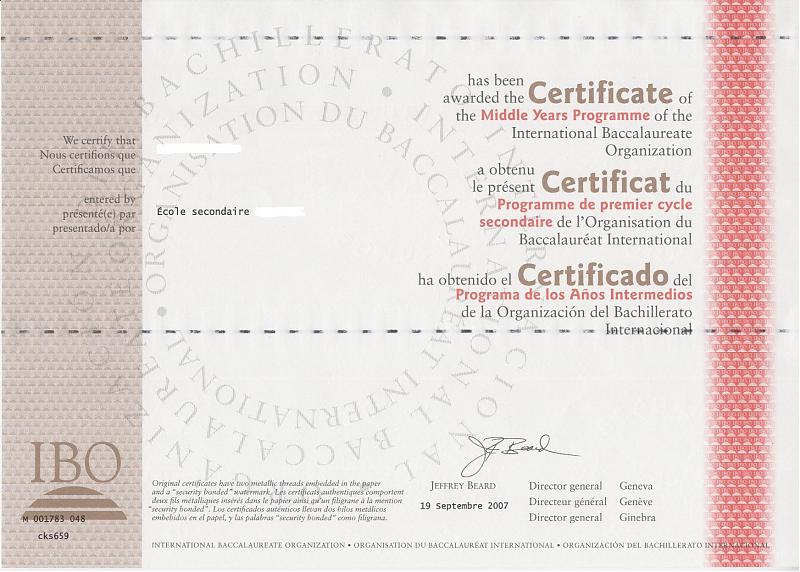 We certify that
Nous certifions que
Certificamos que
entered by
présenté(e) par
presentado/a por
École secondaire
has been
awarded the Certificate of
the Middle Years Programme of the
International Baccalaureate
Organization
a obtenu
le présent Certificat du
Programme de premier cycle
secondaire de l'Organisation du
Baccalauréat International
ha obtenido el Certificado del
Programa de los Años Intermedios
de la Organización del Bachillerato
Internacional
IBO
M 001783 048
cks659
Original certificates have two metallic threads embedded in the paper
and a "security bonded" watermark. Les certificats authentiques comportent
deux fils métalliques insérés dans le papier ainsi qu'un filigrane à la mention
"security bonded". Los certificados auténticos llevan dos hilos metálicos
embebidos en el papel, y las palabras "security bonded" como filigrana.
JEFFREY BEARD
19 septembre 2007
Director general Geneva
Directeur général Genève
Director general Ginebra
INTERNATIONAL BACCALAUREATE ORGANIZATION • ORGANISATION DU BACCALAURÉAT INTERNATIONAL • ORGANIZACIÓN DEL BACHILLERATO INTERNACIONAL